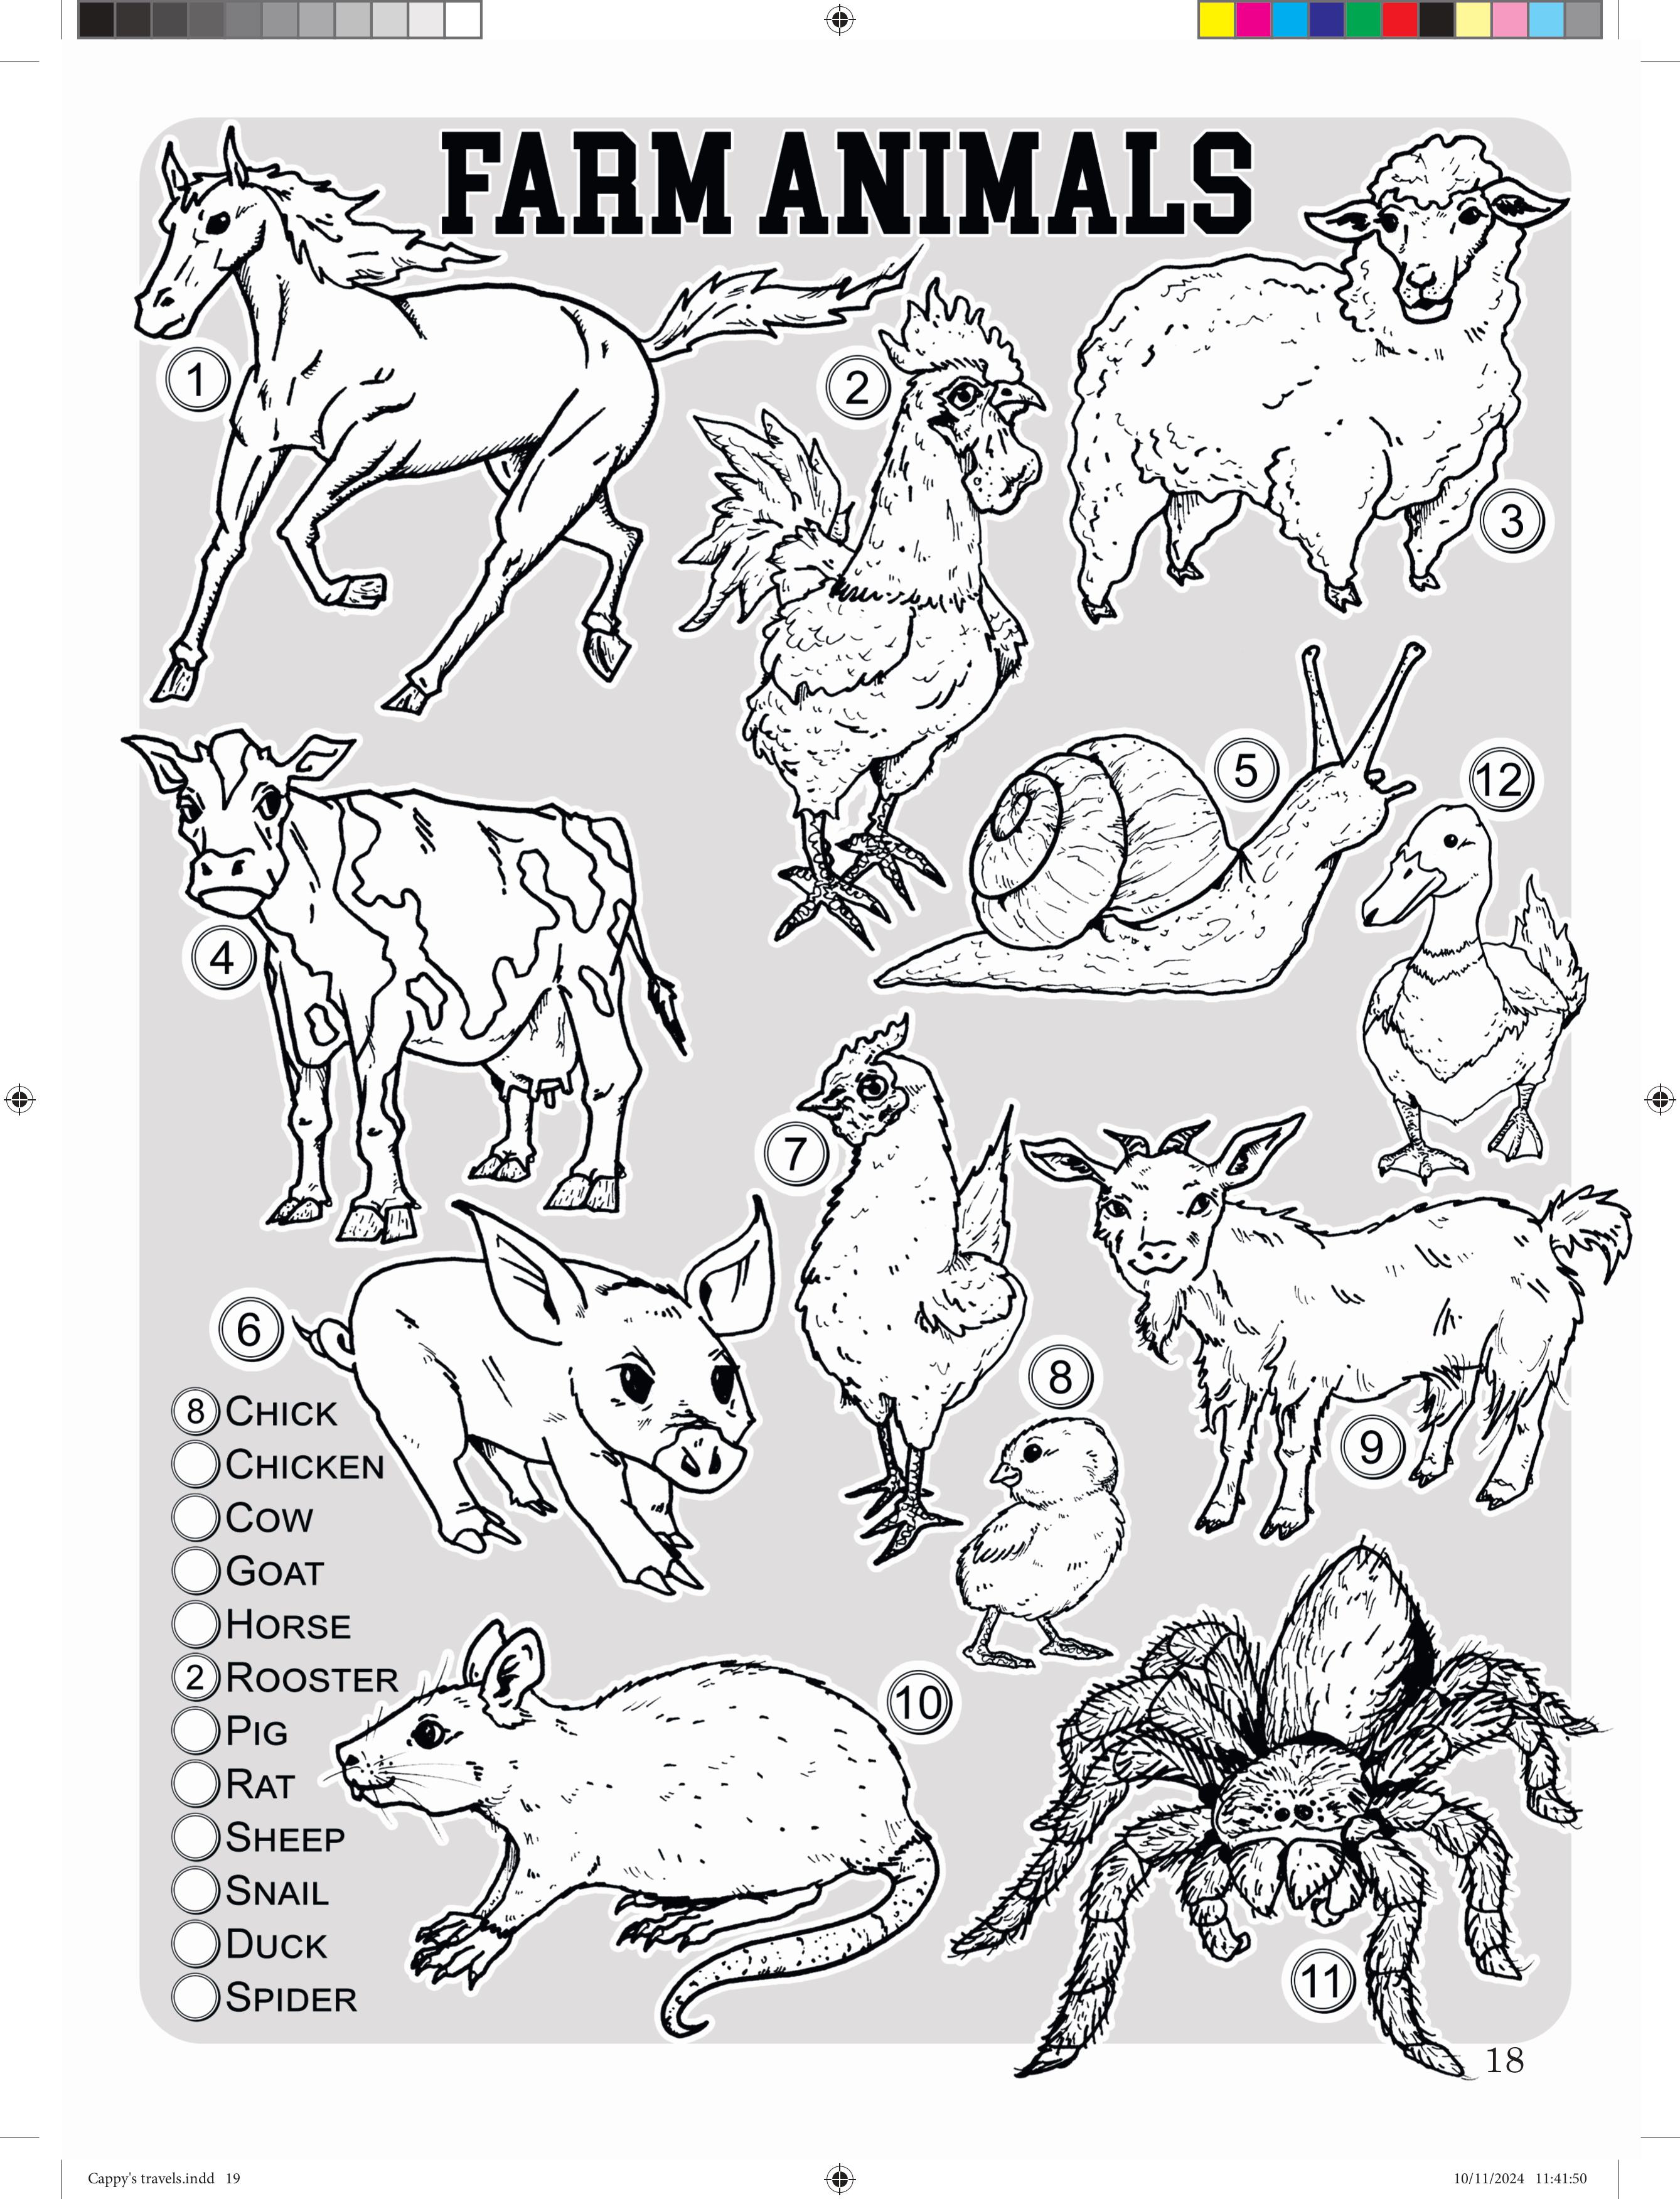 FARM ANIMALS
1
2
3
4
5
12
7
6
8
9
8 CHICK
CHICKEN
COW
GOAT
HORSE
2 ROOSTER
PIG
RAT
SHEEP
SNAIL
DUCK
SPIDER
10
11
18
Cappy's travels.indd 19
10/11/2024 11:41:50